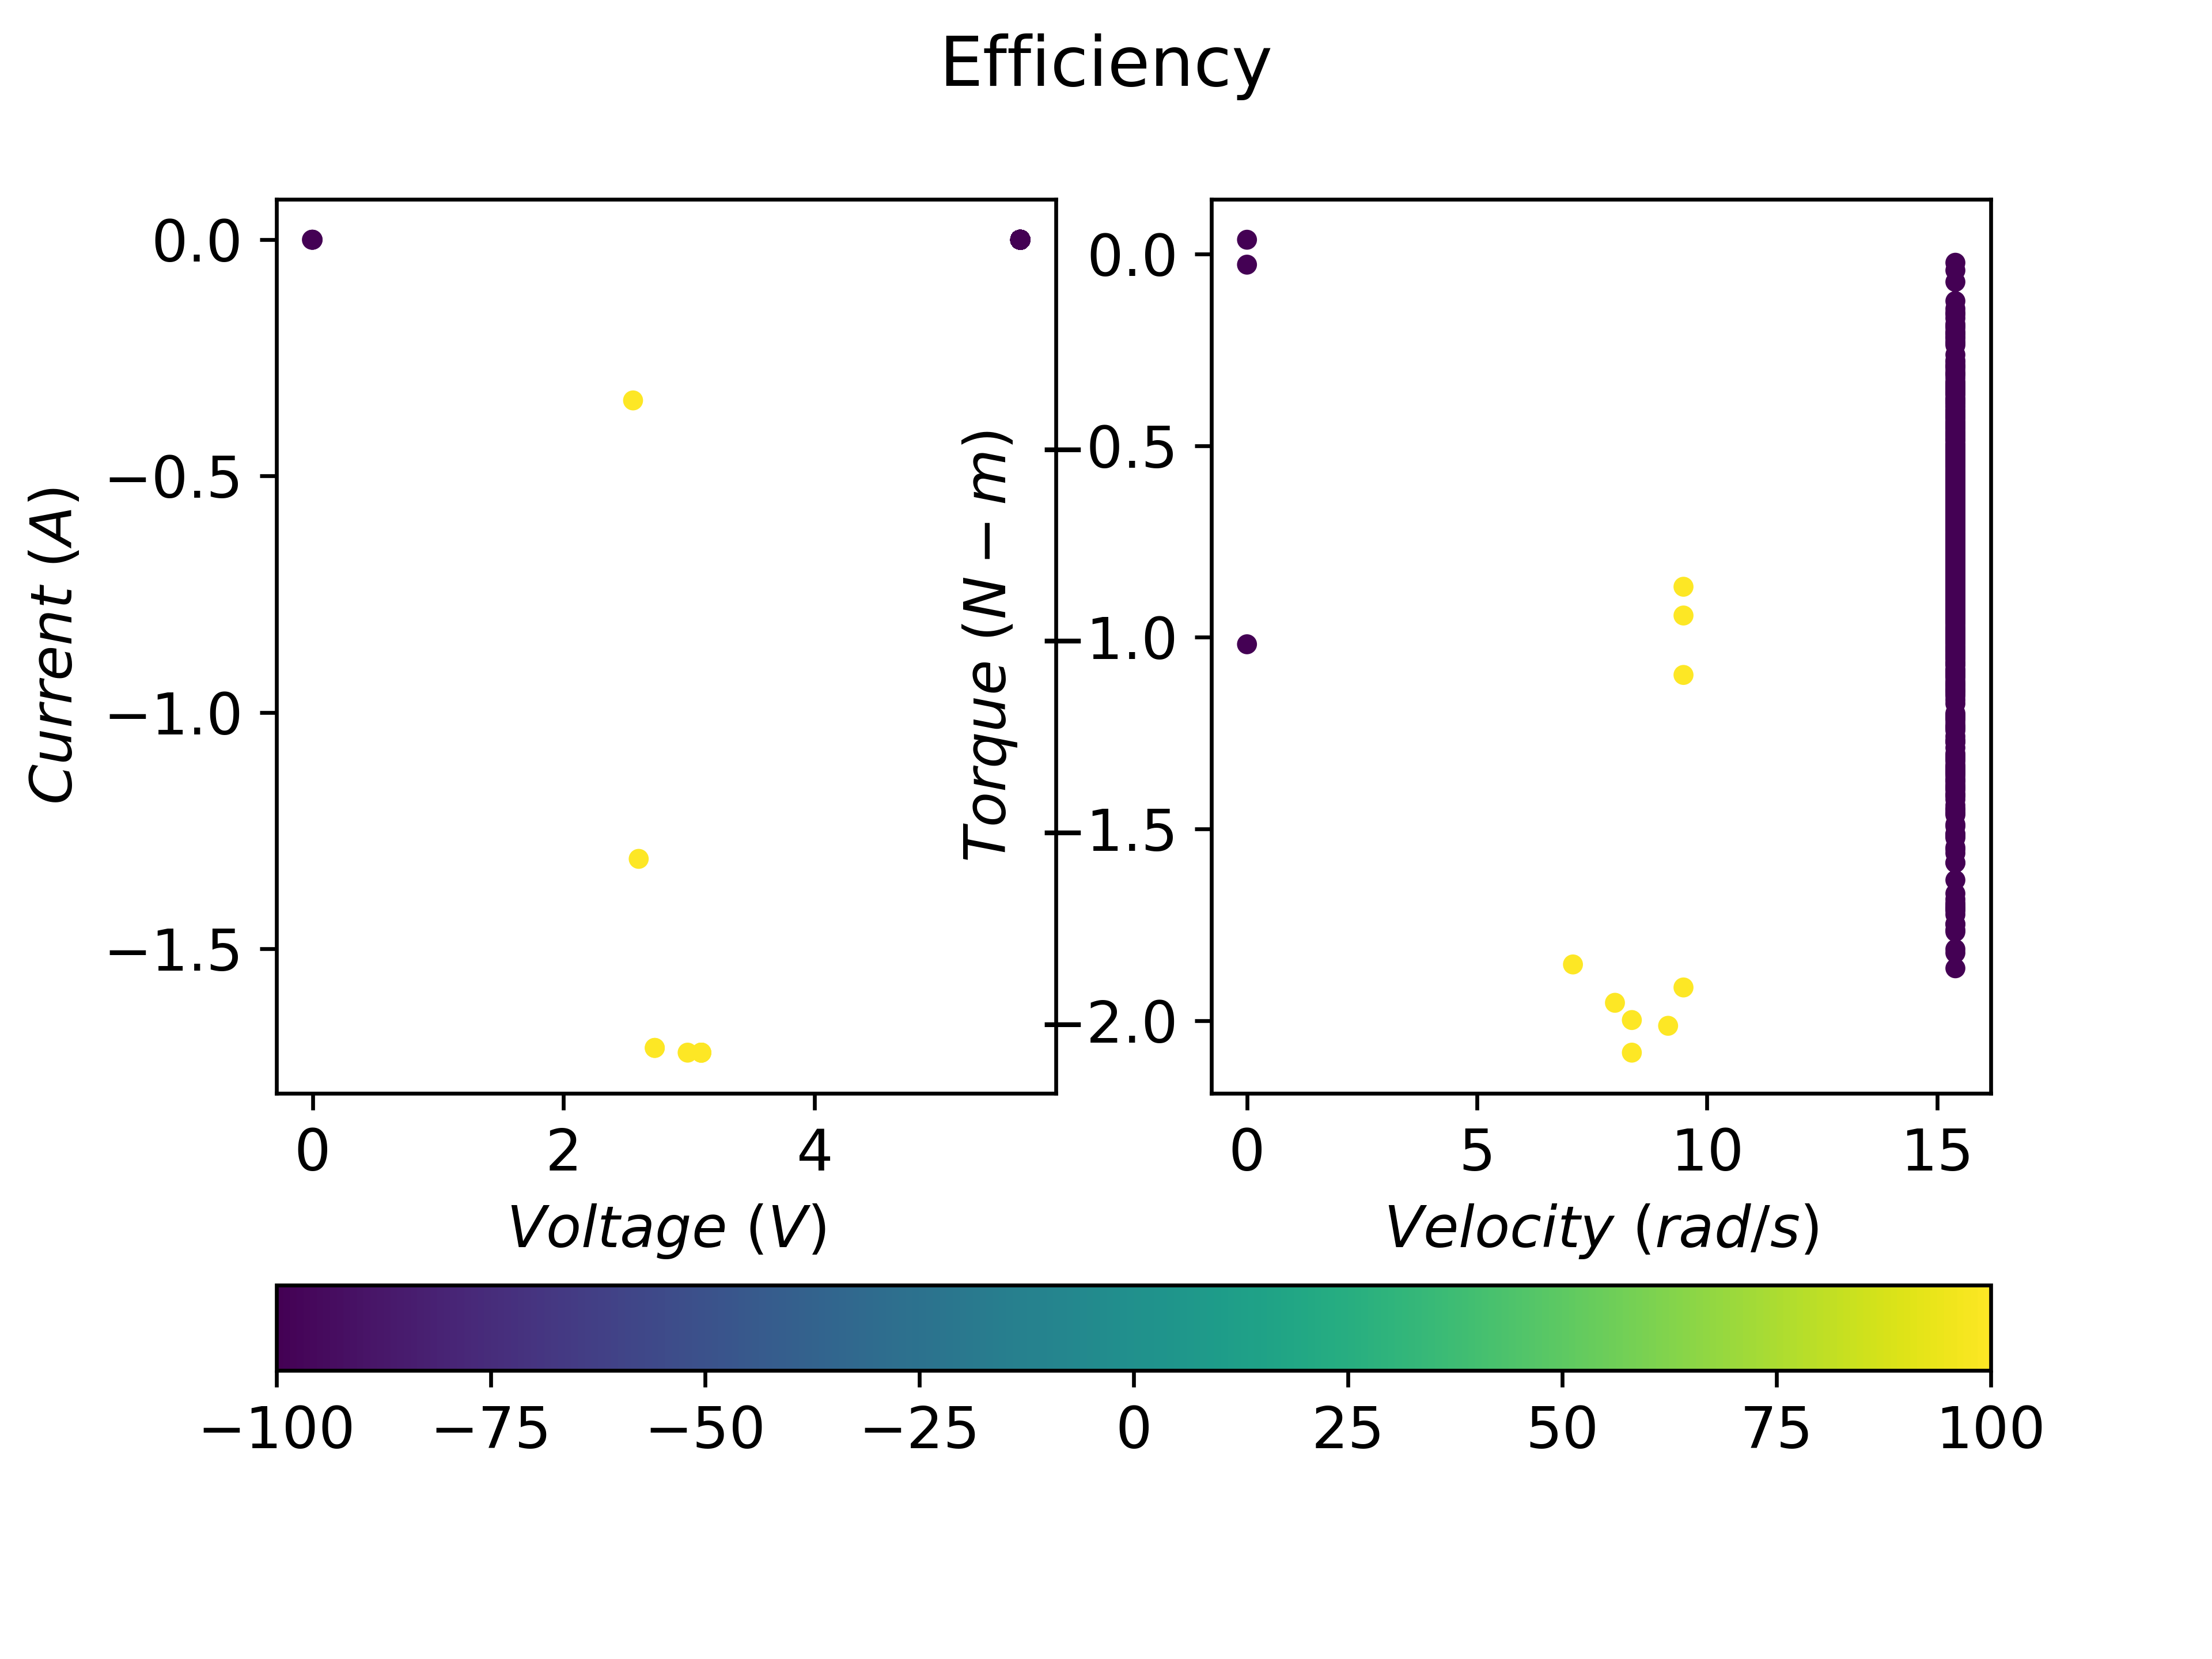 Efficiency
0.0
−0.5
−1.0
−1.5
Current (A)
0 2 4
Voltage (V)
0.0
−0.5
−1.0
−1.5
−2.0
Torque (N − m)
0 5 10 15
Velocity (rad/s)
−100 −75 −50 −25 0 25 50 75 100